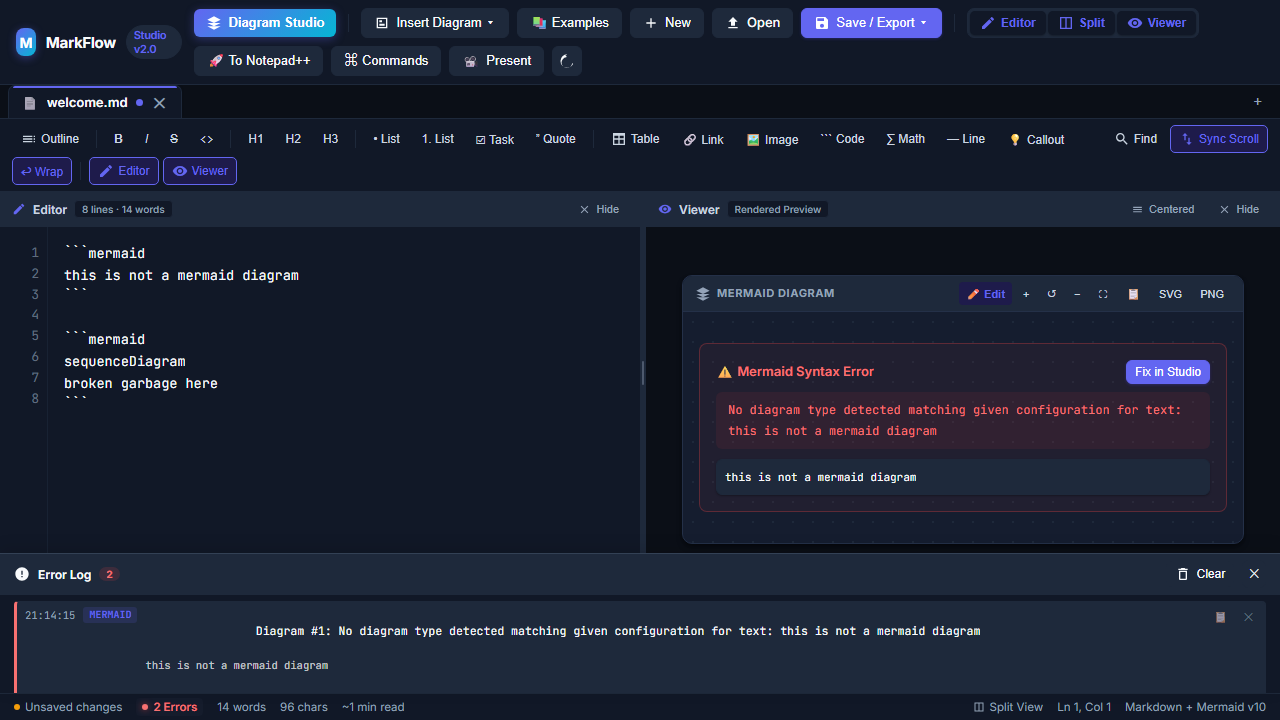 M MarkFlow Studio v2.0
Diagram Studio Insert Diagram Examples New Open Save / Export Editor Split Viewer
To Notepad++ ⌘ Commands Present
welcome.md
Outline B I S <> H1 H2 H3 • List 1. List ☑ Task " Quote Table Link Image ``` Code ∑ Math — Line Callout Find Sync Scroll
↩ Wrap Editor Viewer
Editor 8 lines · 14 words × Hide
Viewer Rendered Preview Centered × Hide
1 ```mermaid
2 this is not a mermaid diagram
3 ```
4
5 ```mermaid
6 sequenceDiagram
7 broken garbage here
8 ```
MERMAID DIAGRAM Edit + ↺ − SVG PNG
Mermaid Syntax Error Fix in Studio
No diagram type detected matching given configuration for text:
this is not a mermaid diagram
this is not a mermaid diagram
Error Log 2 Clear ×
21:14:15 MERMAID
Diagram #1: No diagram type detected matching given configuration for text: this is not a mermaid diagram
this is not a mermaid diagram
Unsaved changes 2 Errors 14 words 96 chars ~1 min read Split View Ln 1, Col 1 Markdown + Mermaid v10